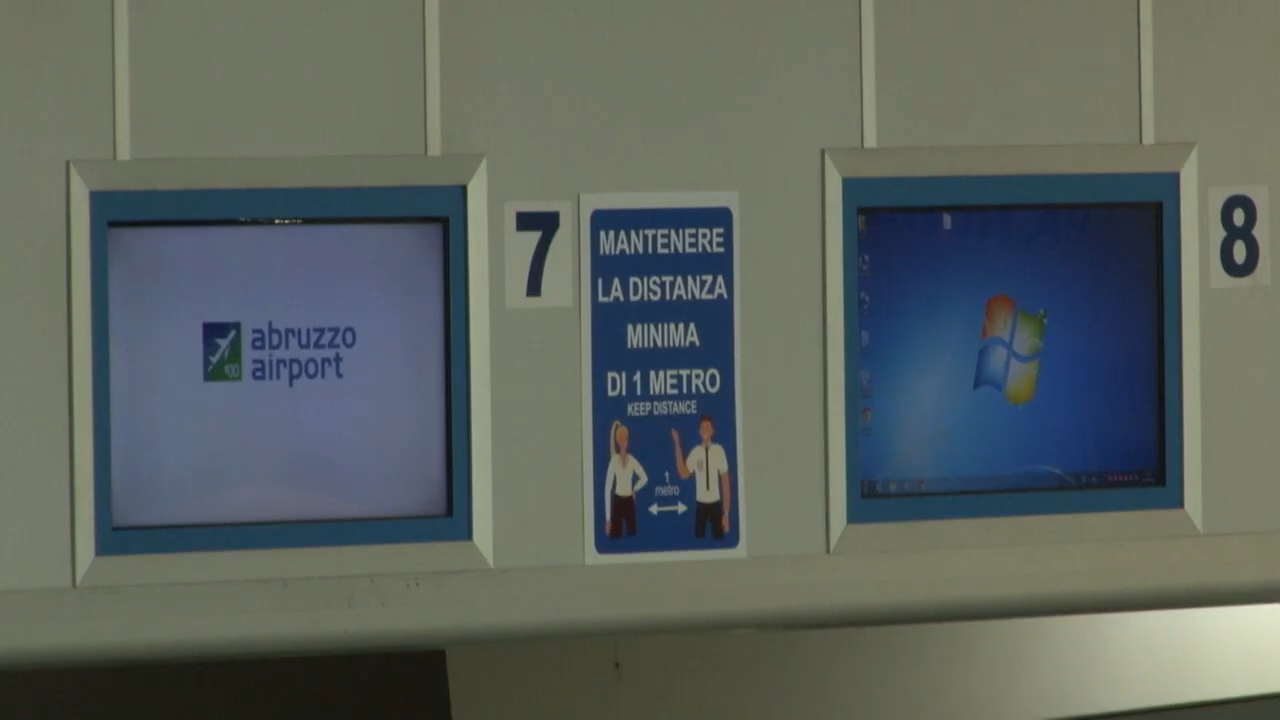 abruzzo
airport
7
MANTENERE
LA DISTANZA
MINIMA
DI 1 METRO
KEEP DISTANCE
1
metro
8